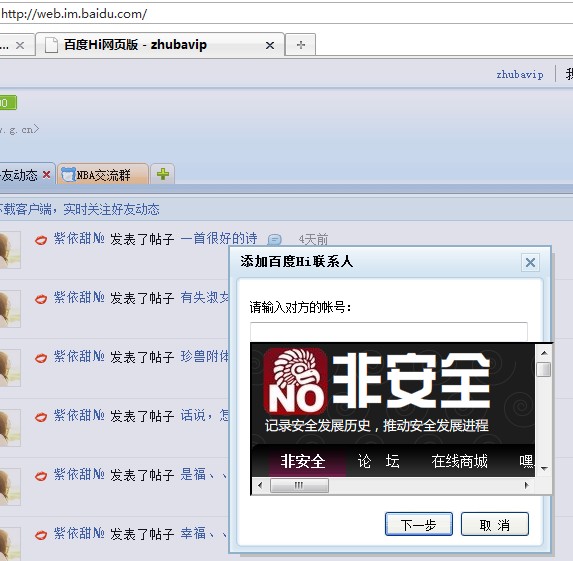 http://web.im.baidu.com/
... 百度Hi网页版 - zhubavip
zhubavip
y.g.cn>
友动态 NBA交流群
下载客户端，实时关注好友动态
紫依甜№ 发表了帖子 一首很好的诗 4天前
紫依甜№ 发表了帖子 有失淑女
紫依甜№ 发表了帖子 珍兽附体
紫依甜№ 发表了帖子 话说，怎
紫依甜№ 发表了帖子 是福、、
紫依甜№ 发表了帖子 幸福、、
添加百度Hi联系人
请输入对方的帐号：
NO 非安全
记录安全发展历史，推动安全发展进程
非安全 论 坛 在线商城 嘿
下一步 取 消